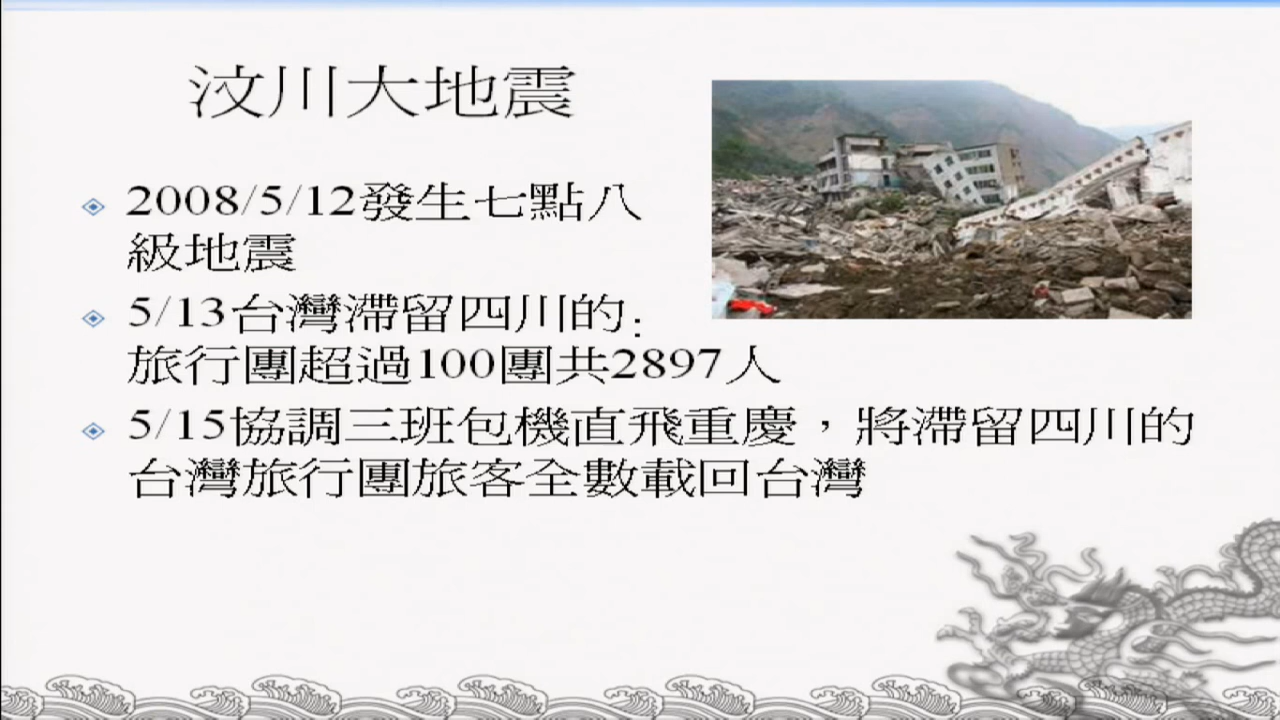 汶川大地震
2008/5/12發生七點八
級地震
5/13台灣滯留四川的:
旅行團超過100團共2897人
5/15協調三班包機直飛重慶，將滯留四川的
台灣旅行團旅客全數載回台灣